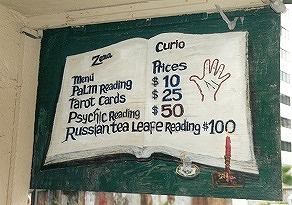 Zena Curio
Menu Prices
Palm Reading $10
Tarot Cards $25
Psychic Reading $50
Russian tea Leafe Reading $100